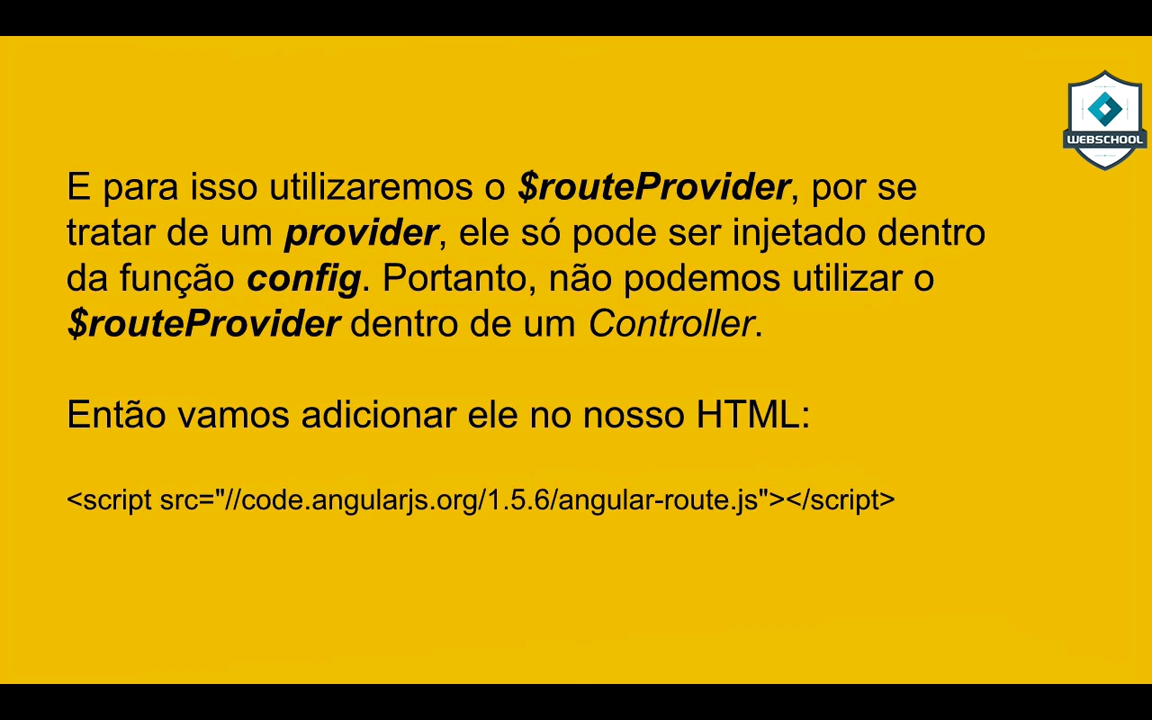 WEBSCHOOL
E para isso utilizaremos o $routeProvider, por se
tratar de um provider, ele só pode ser injetado dentro
da função config. Portanto, não podemos utilizar o
$routeProvider dentro de um Controller.
Então vamos adicionar ele no nosso HTML:
<script src="//code.angularjs.org/1.5.6/angular-route.js"></script>